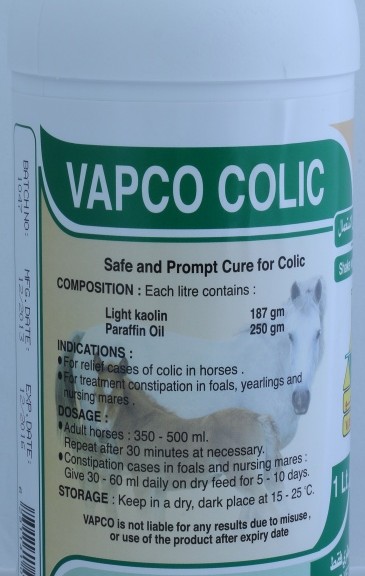 VAPCO COLIC
Safe and Prompt Cure for Colic
COMPOSITION : Each litre contains :
Light kaolin 187 gm
Paraffin Oil 250 gm
INDICATIONS :
•For relief cases of colic in horses .
•For treatment constipation in foals, yearlings and
nursing mares .
DOSAGE :
•Adult horses : 350 - 500 ml.
Repeat after 30 minutes at necessary.
•Constipation cases in foals and nursing mares :
Give 30 - 60 ml daily on dry feed for 5 - 10 days.
STORAGE : Keep in a dry, dark place at 15 - 25 °C.
VAPCO is not liable for any results due to misuse,
or use of the product after expiry date
BATCH NO:
MFG. DATE:
12/2013
EXP. DATE:
12/2016